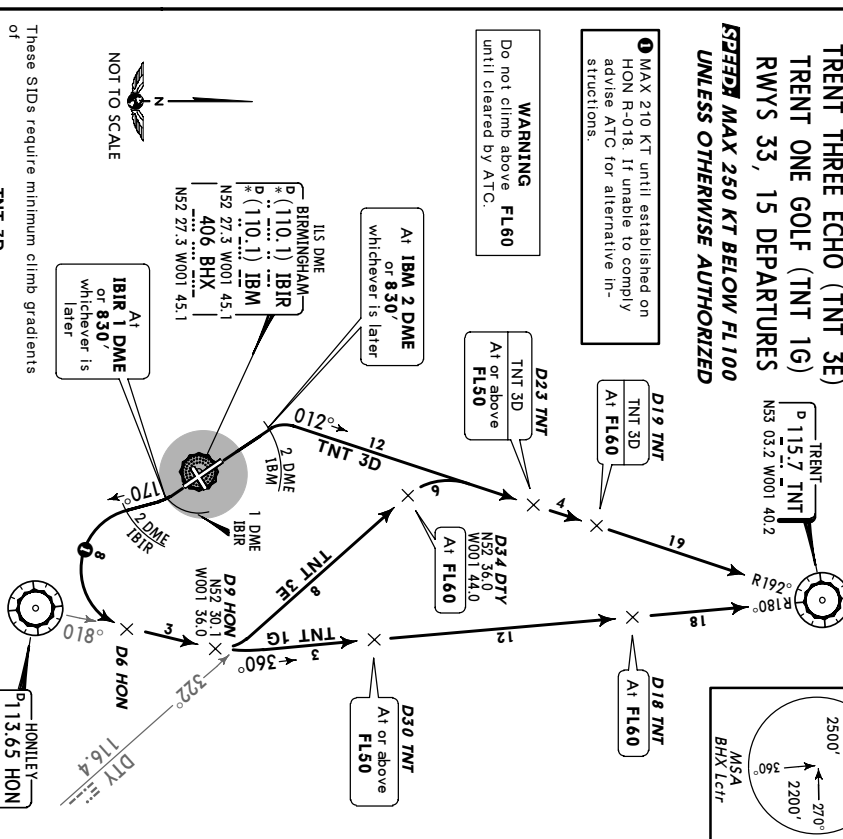 TRENT THREE ECHO (TNT 3E)
TRENT ONE GOLF (TNT 1G)
RWYS 33, 15 DEPARTURES
SPEED: MAX 250 KT BELOW FL100
UNLESS OTHERWISE AUTHORIZED
❶ MAX 210 KT until established on
HON R-018. If unable to comply
advise ATC for alternative in-
structions.
WARNING
Do not climb above FL60
until cleared by ATC.
NOT TO SCALE
N
TRENT
D 115.7 TNT
N53 03.2 W001 40.2
R192°
R180°
2500'
270°
2200'
360°
MSA
BHX Lctr
D19 TNT
TNT 3D
At FL60
19
D23 TNT
TNT 3D
At or above
FL50
4
D18 TNT
At FL60
18
At IBM 2 DME
or 830'
whichever is later
012°
12
TNT 3D
2 DME
IBM
9
D34 DTY
N52 36.0
W001 44.0
At FL60
12
ILS DME
BIRMINGHAM
D
*(110.1) IBIR
D
*(110.1) IBM
406 BHX
N52 27.3 W001 45.1
N52 27.3 W001 45.1
At
IBIR 1 DME
or 830'
whichever is
later
1 DME
IBIR
170°
2 DME
IBIR
❶
8
TNT 3E
8
TNT 1G
3
360°
D30 TNT
At or above
FL50
D9 HON
N52 30.1
W001 36.0
3
D6 HON
018°
322°
DTY
116.4
HONILEY
D 113.65 HON
These SIDs require minimum climb gradients
of
TNT 3D